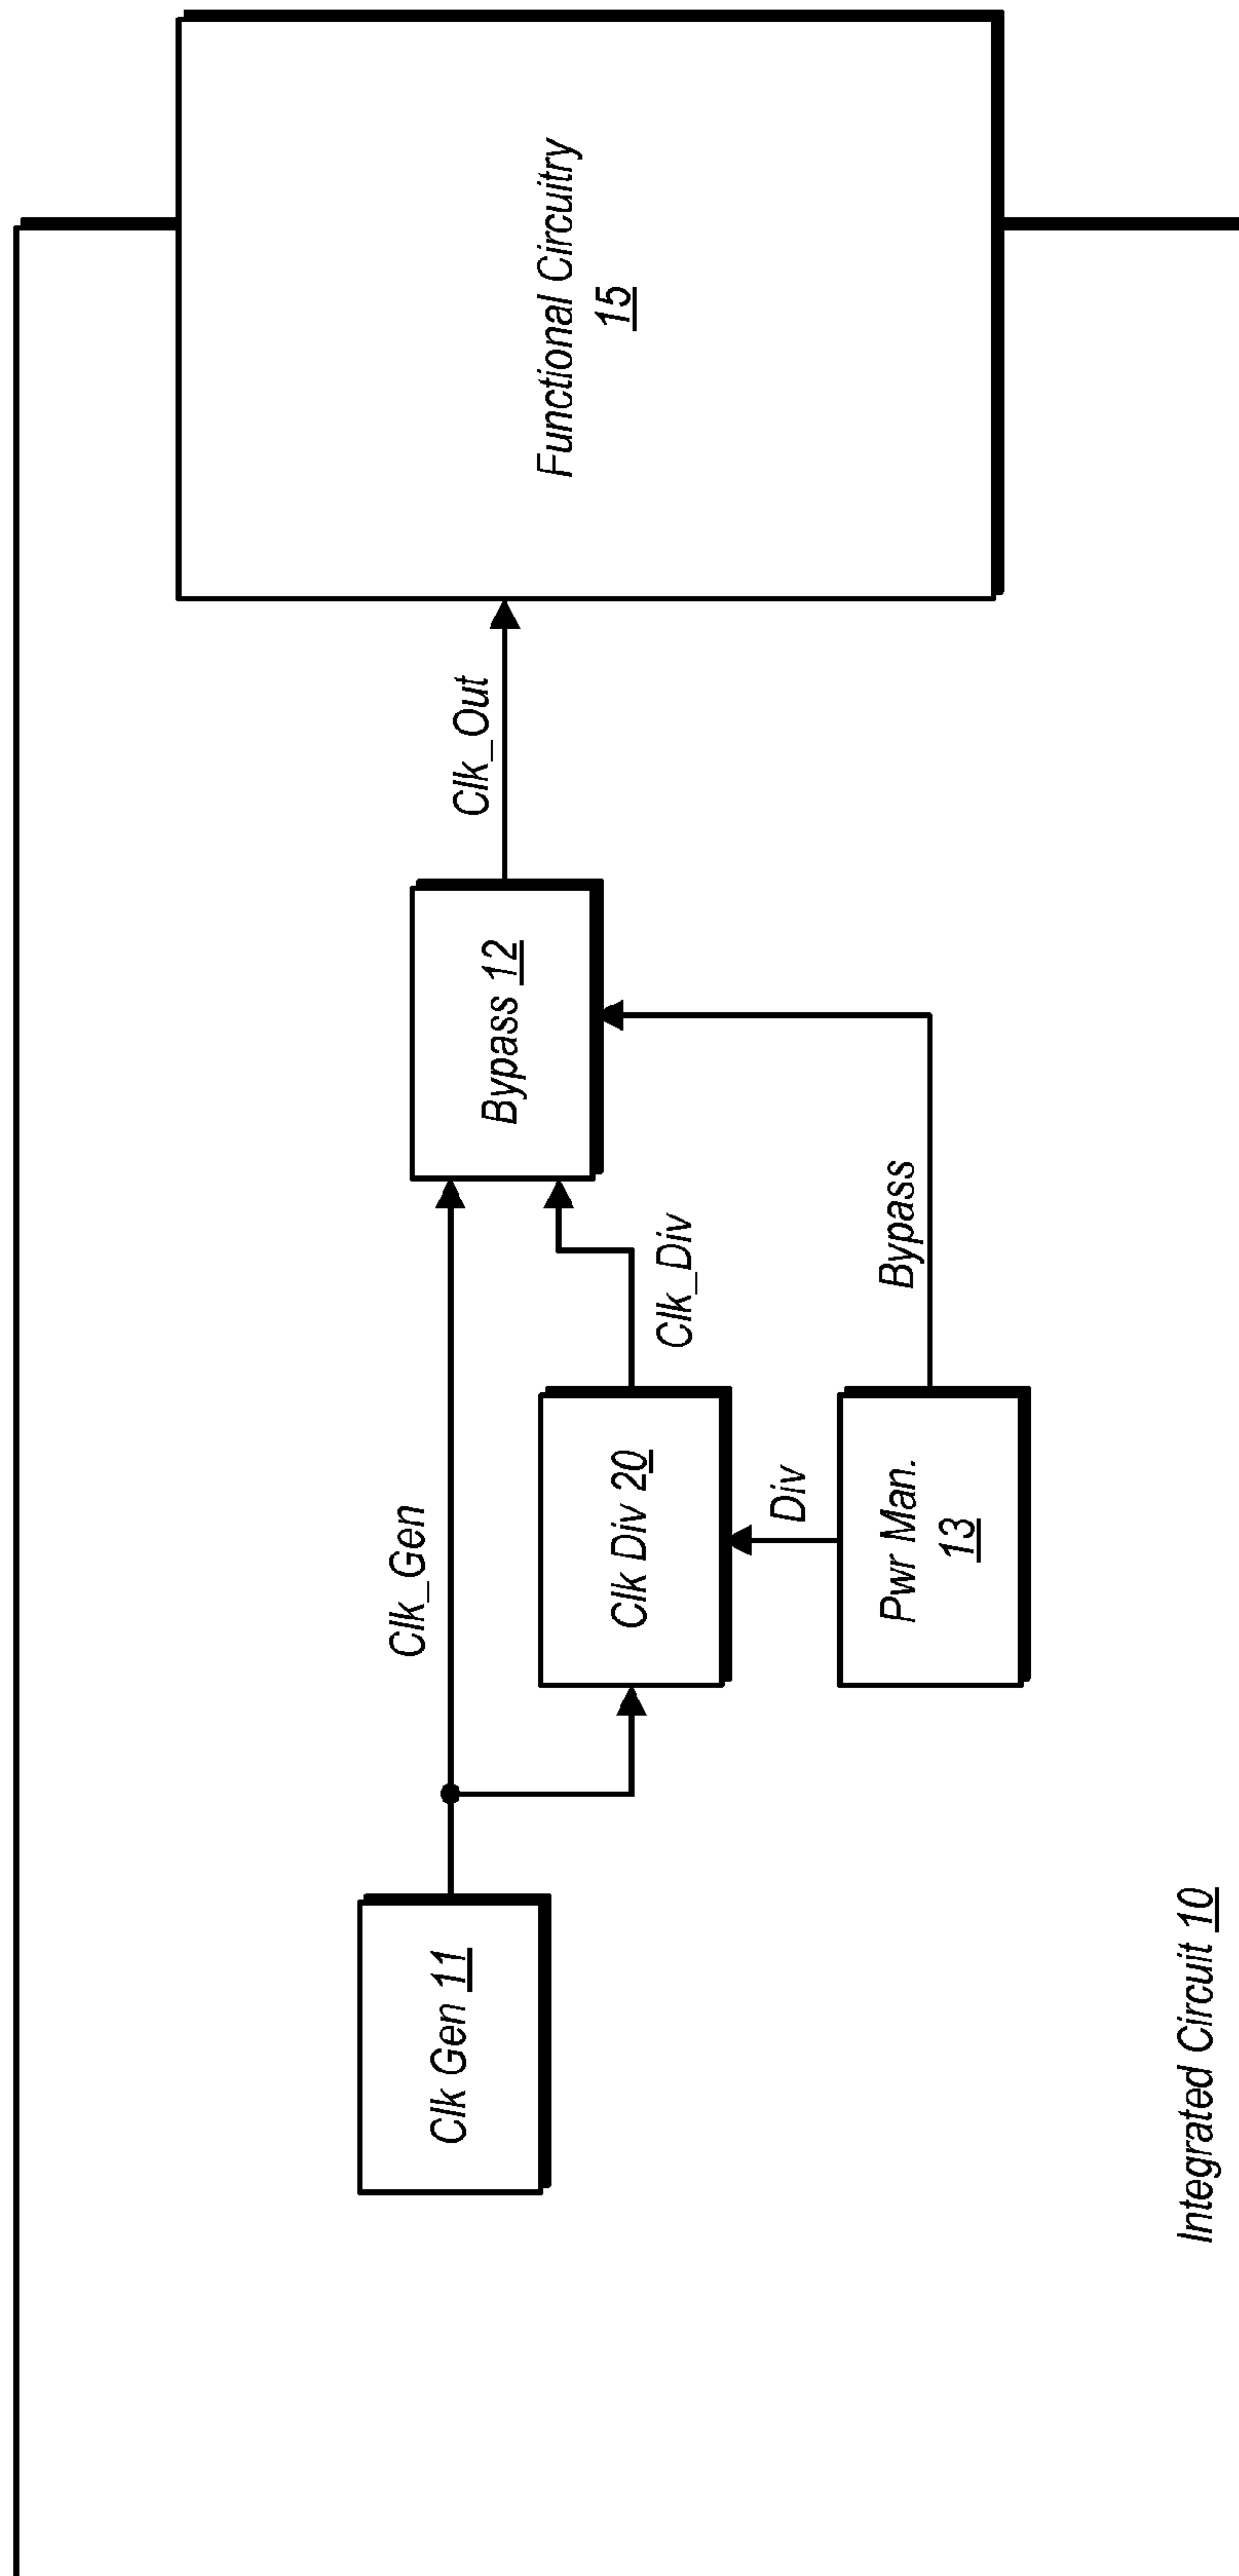 Clk Gen 11
Clk_Gen
Clk Div 20
Div
Pwr Man.
13
Clk_Div
Bypass
Bypass 12
Clk_Out
Functional Circuitry
15
Integrated Circuit 10